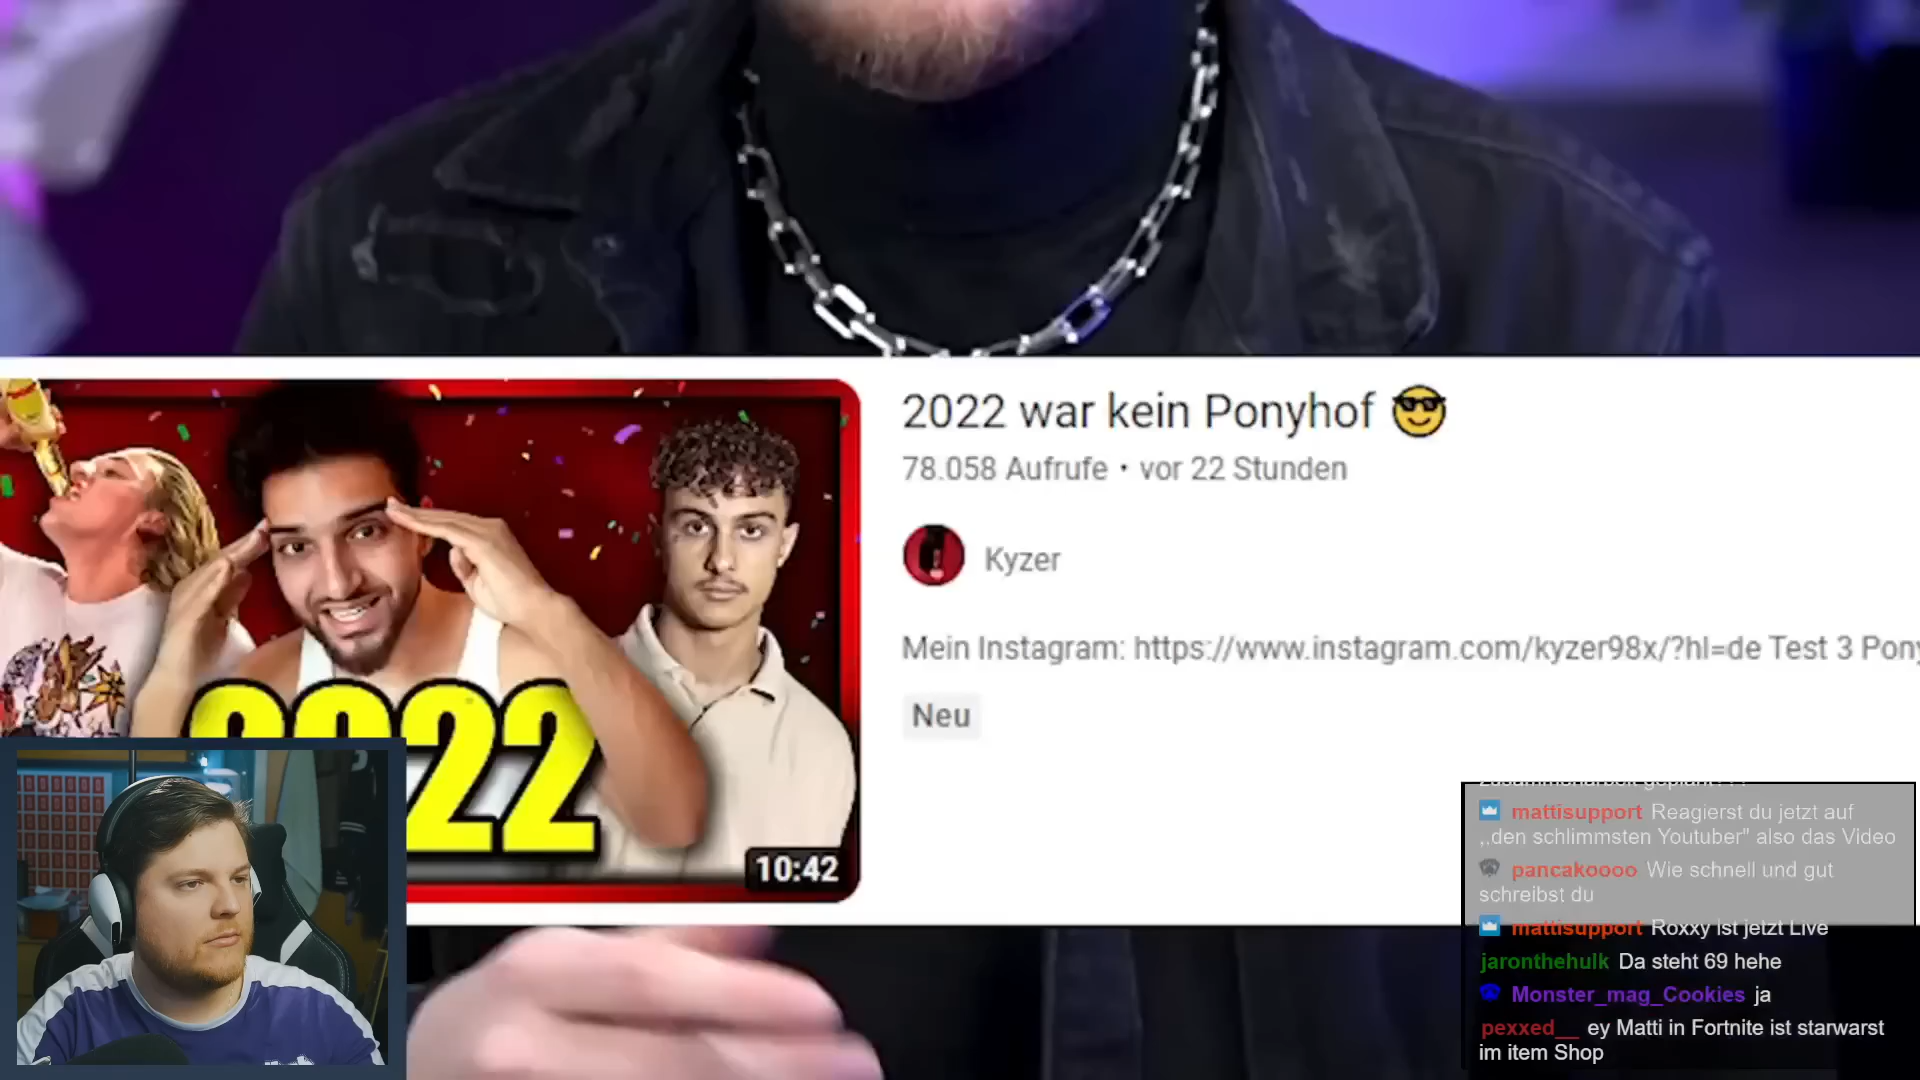 2022 war kein Ponyhof 😎
78.058 Aufrufe • vor 22 Stunden
Kyzer
Mein Instagram: https://www.instagram.com/kyzer98x/?hl=de Test 3 Pony
Neu
2022
10:42
mattisupport Reagierst du jetzt auf
,,den schlimmsten Youtuber" also das Video
pancakoooo Wie schnell und gut
schreibst du
mattisupport Roxxy ist jetzt Live
jaronthehulk Da steht 69 hehe
Monster_mag_Cookies ja
pexxed__ ey Matti in Fortnite ist starwarst
im item Shop